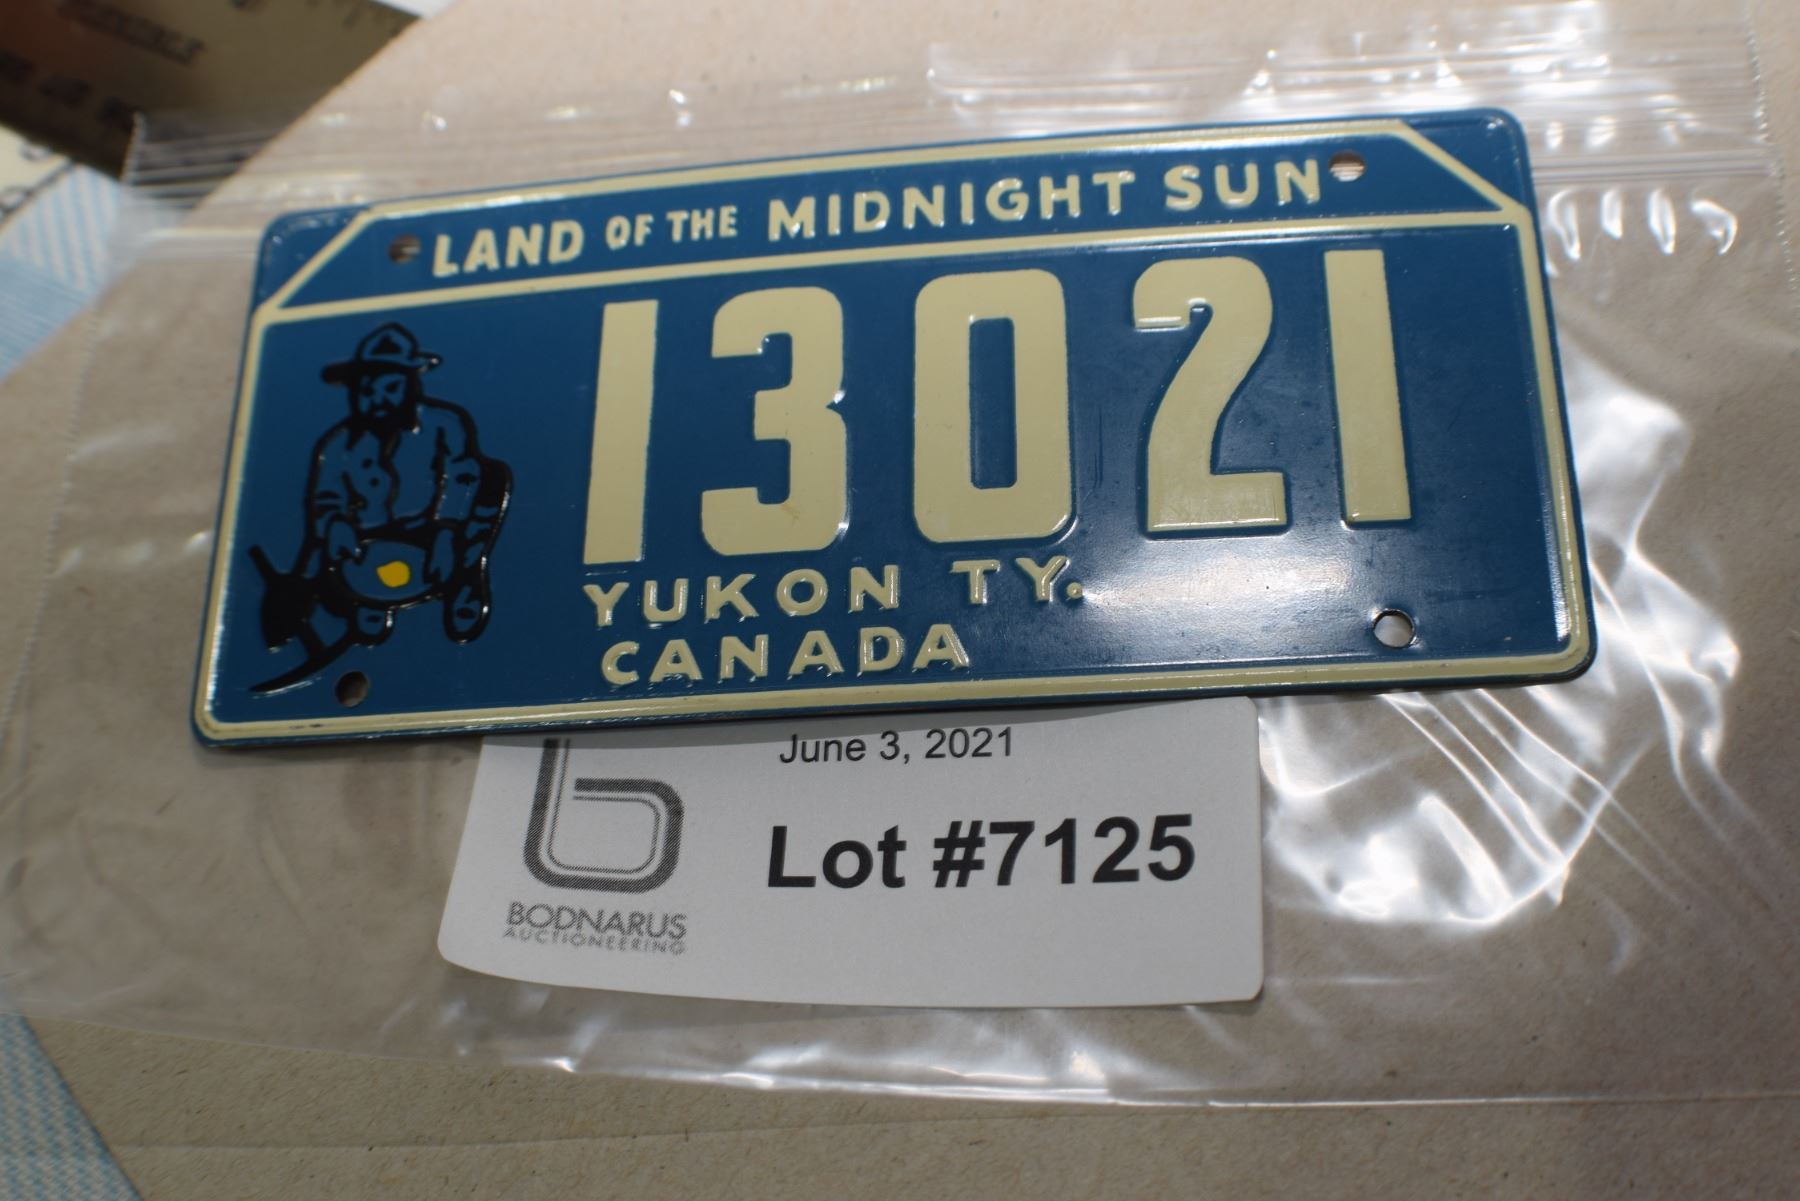 LAND OF THE MIDNIGHT SUN
13021
YUKON TY.
CANADA
June 3, 2021
Lot #7125
BODNARUS
AUCTIONEERING